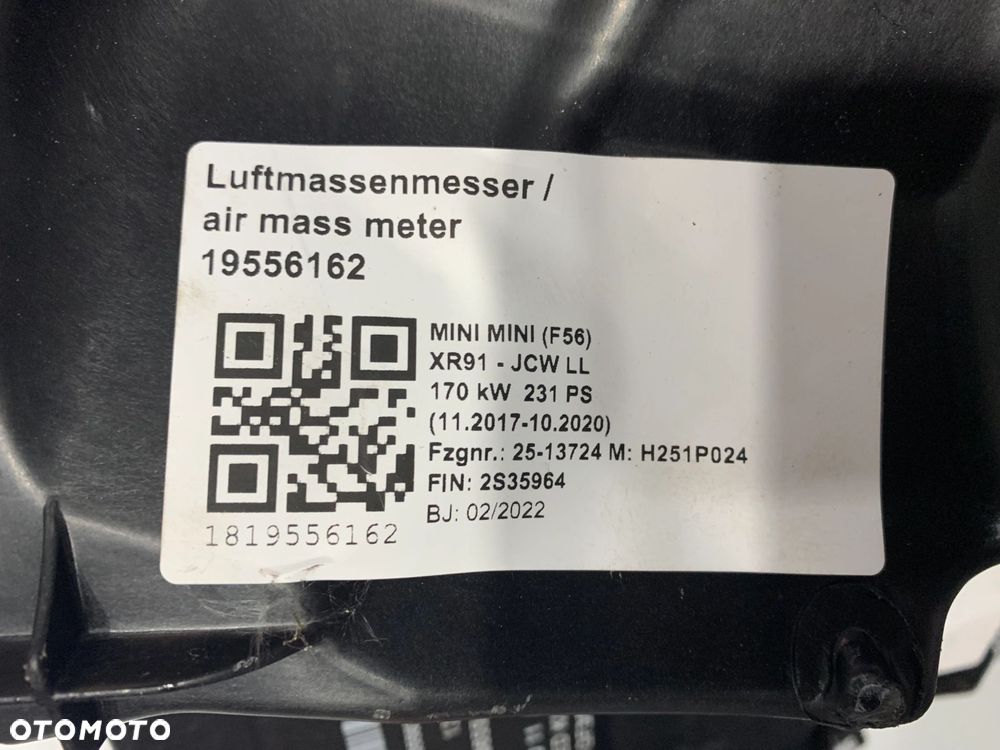 Luftmassenmesser /
air mass meter
19556162
MINI MINI (F56)
XR91 - JCW LL
170 kW 231 PS
(11.2017-10.2020)
Fzgnr.: 25-13724 M: H251P024
FIN: 2S35964
BJ: 02/2022
1819556162
OTOMOTO